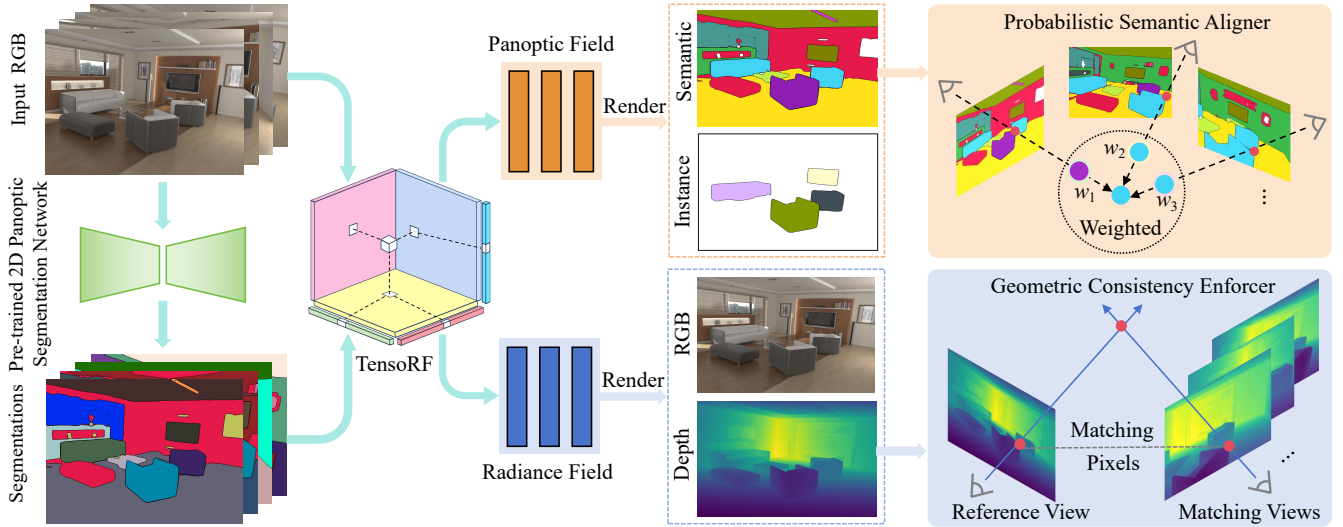 Input RGB
Pre-trained 2D Panoptic
Segmentation Network
Segmentations
TensoRF
Panoptic Field
Render
Radiance Field
Render
Semantic
Instance
RGB
Depth
Probabilistic Semantic Aligner
w1
w2
w3
Weighted
...
Geometric Consistency Enforcer
Matching
Pixels
...
Reference View
Matching Views